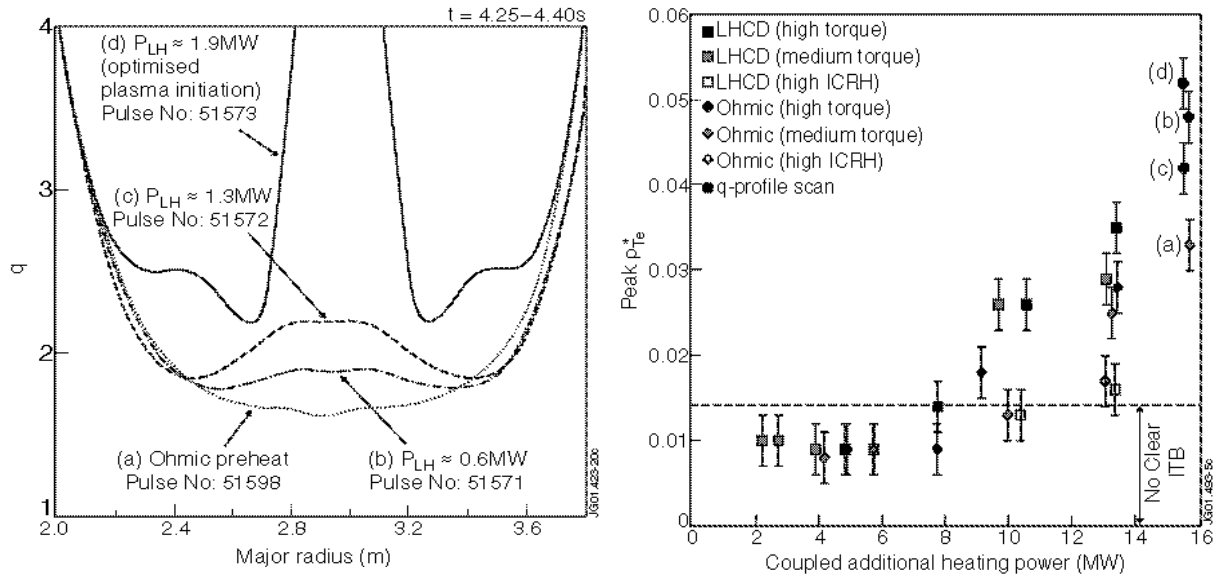 t = 4.25–4.40s
4
3
2
1
q
(d) P_LH ≈ 1.9MW
(optimised
plasma initiation)
Pulse No: 51573
(c) P_LH ≈ 1.3MW
Pulse No: 51572
(a) Ohmic preheat
Pulse No: 51598
(b) P_LH ≈ 0.6MW
Pulse No: 51571
2.0
2.4
2.8
3.2
3.6
Major radius (m)
JG01.423-20c
0.06
0.05
0.04
0.03
0.02
0.01
0
Peak ρ*_Te
LHCD (high torque)
LHCD (medium torque)
LHCD (high ICRH)
Ohmic (high torque)
Ohmic (medium torque)
Ohmic (high ICRH)
q-profile scan
(d)
(b)
(c)
(a)
No Clear
ITB
0
2
4
6
8
10
12
14
16
Coupled additional heating power (MW)
JG01.493-5c